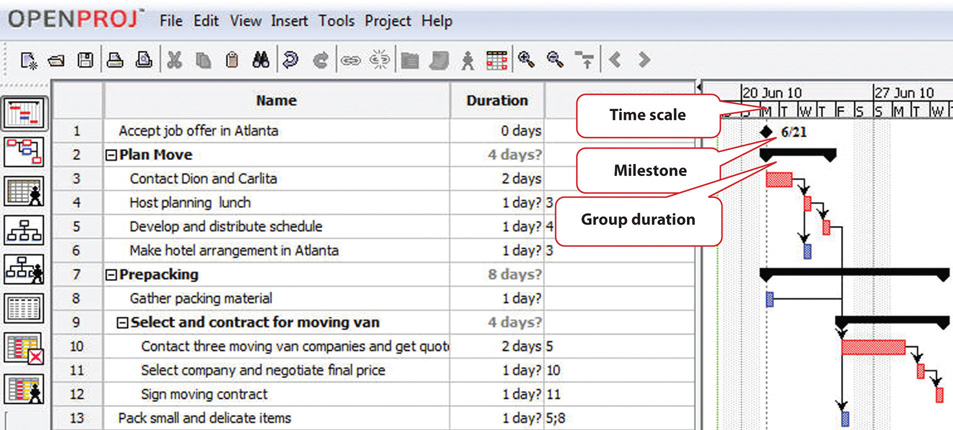 OPENPROJ™ File Edit View Insert Tools Project Help
Name Duration
20 Jun 10 27 Jun 10
M T W T F S S M T W T
Time scale
Milestone
Group duration
6/21
1 Accept job offer in Atlanta 0 days
2 Plan Move 4 days?
3 Contact Dion and Carlita 2 days
4 Host planning lunch 1 day? 3
5 Develop and distribute schedule 1 day? 4
6 Make hotel arrangement in Atlanta 1 day? 3
7 Prepacking 8 days?
8 Gather packing material 1 day?
9 Select and contract for moving van 4 days?
10 Contact three moving van companies and get quot 2 days 5
11 Select company and negotiate final price 1 day? 10
12 Sign moving contract 1 day? 11
13 Pack small and delicate items 1 day? 5;8